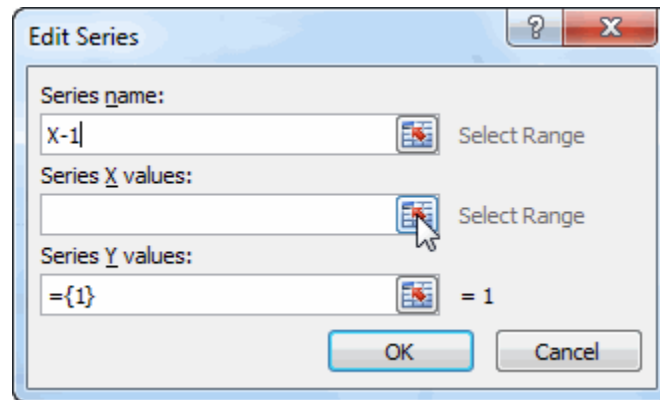 Edit Series
Series name:
X-1 Select Range
Series X values:
Select Range
Series Y values:
={1} = 1
OK Cancel